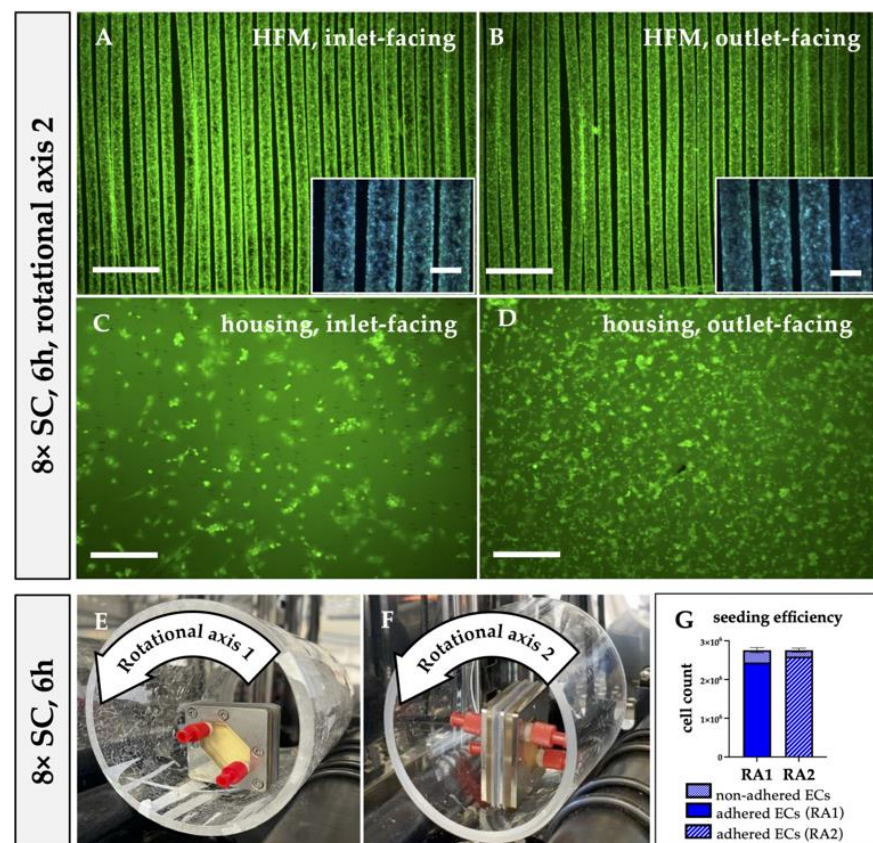 8× SC, 6h, rotational axis 2
A
HFM, inlet-facing
B
HFM, outlet-facing
C
housing, inlet-facing
D
housing, outlet-facing
8× SC, 6h
E
Rotational axis 1
F
Rotational axis 2
G
seeding efficiency
cell count
3×10⁶
2×10⁶
1×10⁶
0
RA1 RA2
non-adhered ECs
adhered ECs (RA1)
adhered ECs (RA2)